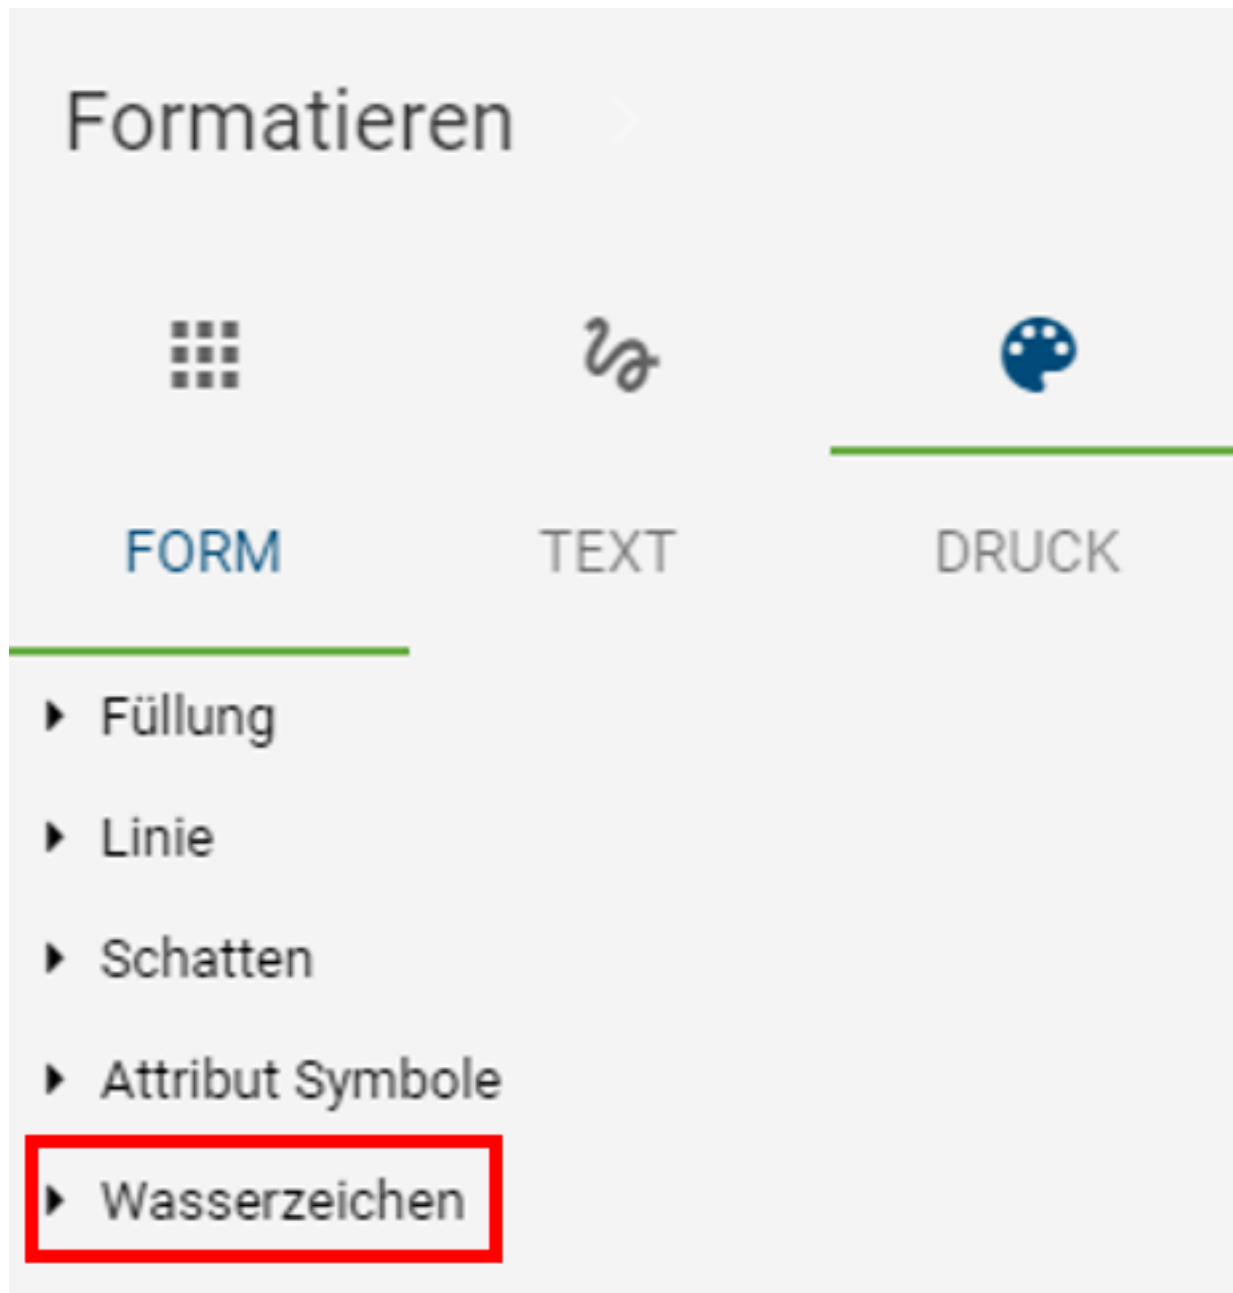 Formatieren
FORM TEXT DRUCK
Füllung
Linie
Schatten
Attribut Symbole
Wasserzeichen